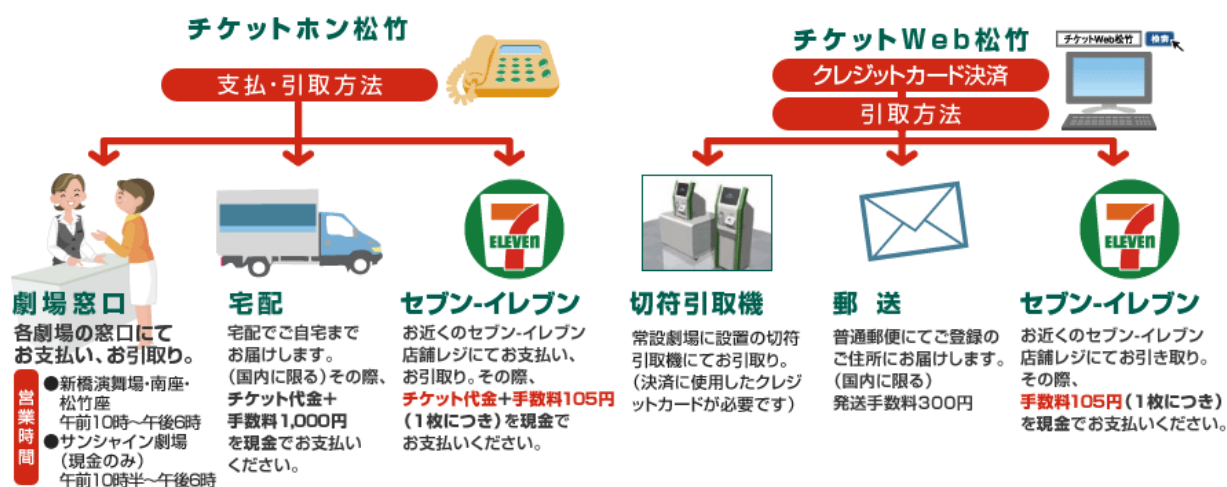 チケットホン松竹
支払・引取方法
劇場窓口
各劇場の窓口にて
お支払い、お引取り。
営業時間
●新橋演舞場・南座・
松竹座
午前10時～午後6時
●サンシャイン劇場
(現金のみ)
午前10時半～午後6時
宅配
宅配でご自宅まで
お届けします。
(国内に限る)その際、
チケット代金+
手数料1,000円
を現金でお支払い
ください。
7
ELEVEN
セブン-イレブン
お近くのセブン-イレブン
店舗レジにてお支払い、
お引取り。その際、
チケット代金+手数料105円
(1枚につき)を現金で
お支払いください。
チケットWeb松竹
チケットWeb松竹 検索
クレジットカード決済
引取方法
切符引取機
常設劇場に設置の切符
引取機にてお引取り。
(決済に使用したクレジ
ットカードが必要です)
郵送
普通郵便にてご登録の
ご住所にお届けします。
(国内に限る)
発送手数料300円
7
ELEVEN
セブン-イレブン
お近くのセブン-イレブン
店舗レジにてお引き取り。
その際、
手数料105円(1枚につき)
を現金でお支払いください。